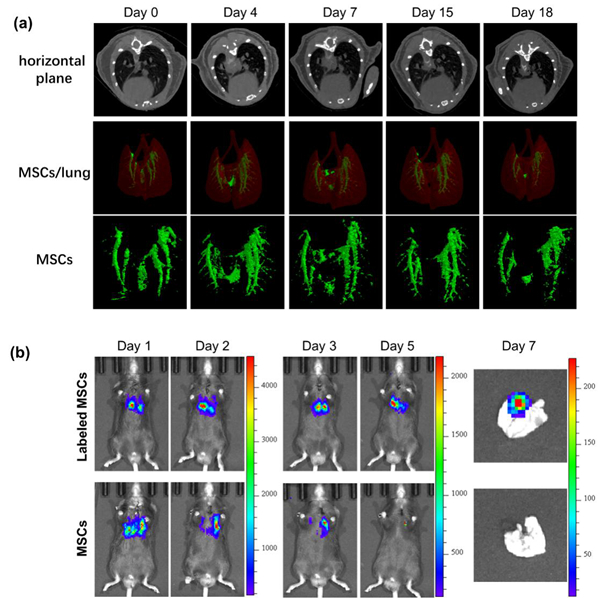 (a)
Day 0 Day 4 Day 7 Day 15 Day 18
horizontal
plane
MSCs/lung
MSCs
(b)
Day 1 Day 2 Day 3 Day 5 Day 7
Labeled MSCs
4000
3000
2000
1000
2000
1500
1000
500
200
150
100
50
MSCs